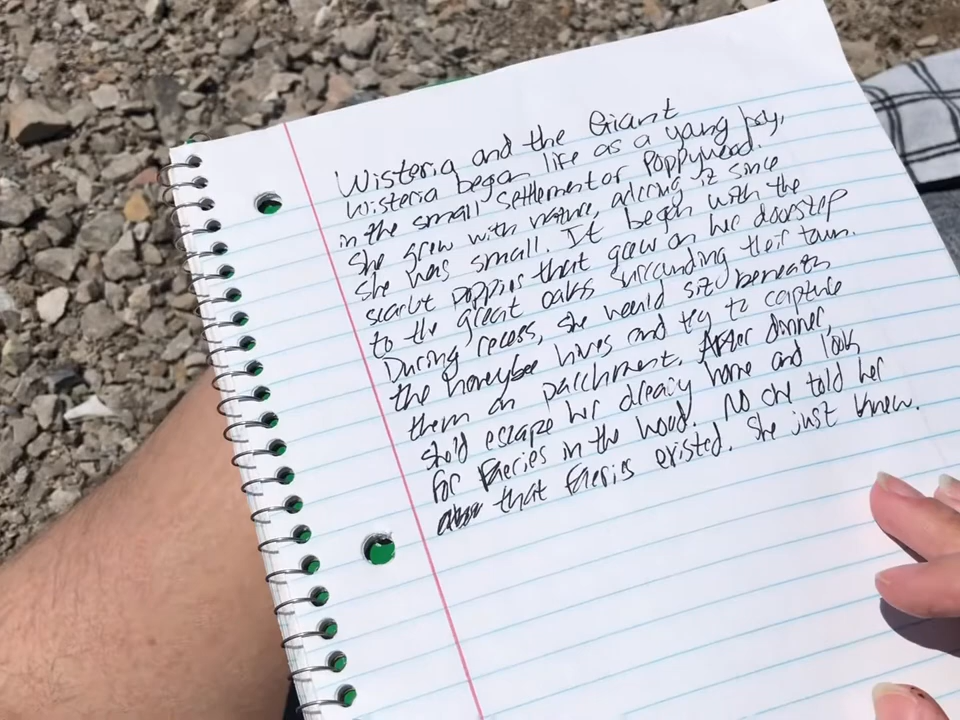 Wisteria and the Giant
Wisteria began life as a young boy,
in the small settlement of Poppywood.
She grew with nature, adoring it since
she was small. It began with the
scarlet poppies that grew on her doorstep
to the great oaks surrounding their town.
During recess, she would sit beneath
the honeybee hives and try to capture
them on parchment. After dinner,
she'd escape her dreary home and look
for Faeries in the wood. No one told her
that faeries existed. She just knew.